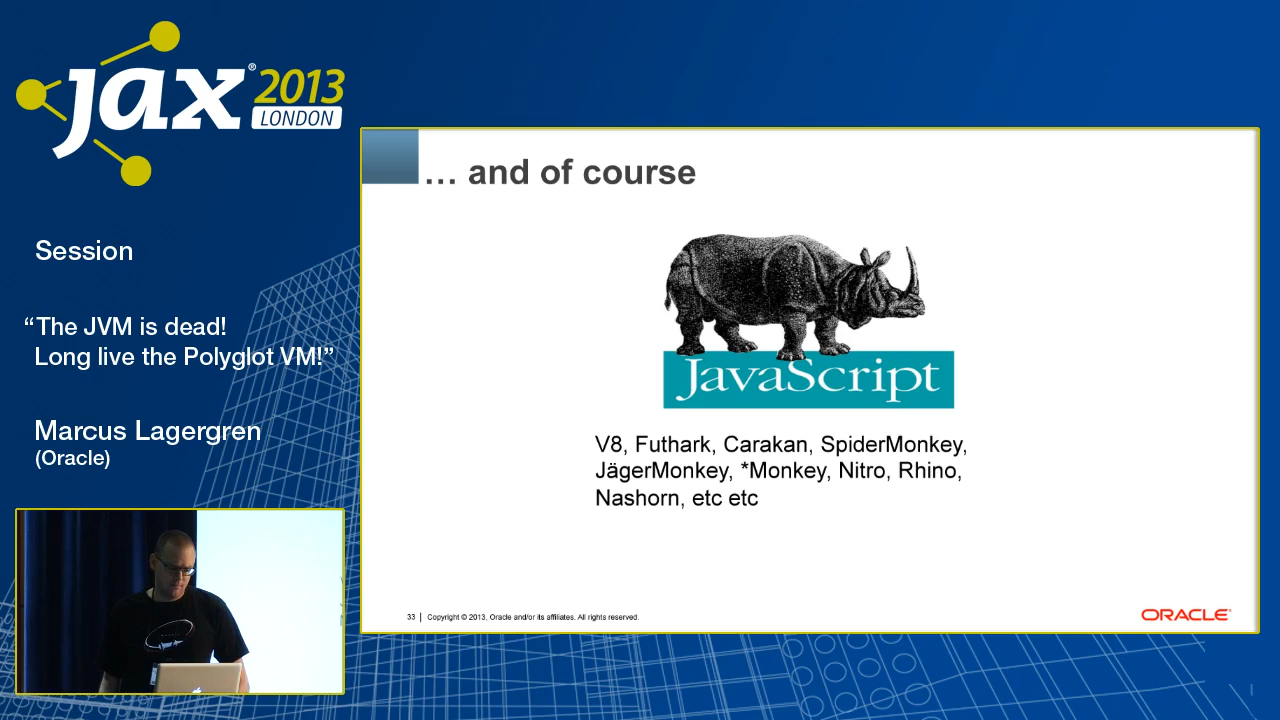 jax® 2013
LONDON
Session
“The JVM is dead!
Long live the Polyglot VM!”
Marcus Lagergren
(Oracle)
… and of course
JavaScript
V8, Futhark, Carakan, SpiderMonkey,
JägerMonkey, *Monkey, Nitro, Rhino,
Nashorn, etc etc
33 | Copyright © 2013, Oracle and/or its affiliates. All rights reserved.
ORACLE®